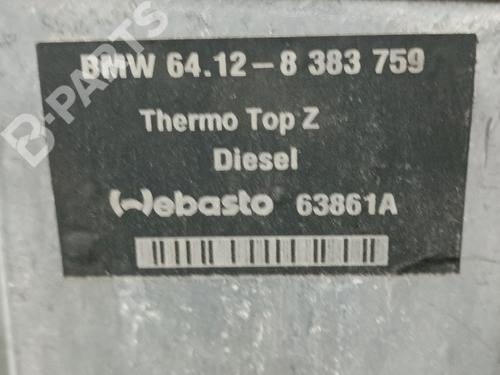 BMW 64.12-8 383 759
Thermo Top Z
Diesel
Webasto 63861A
B-PARTS